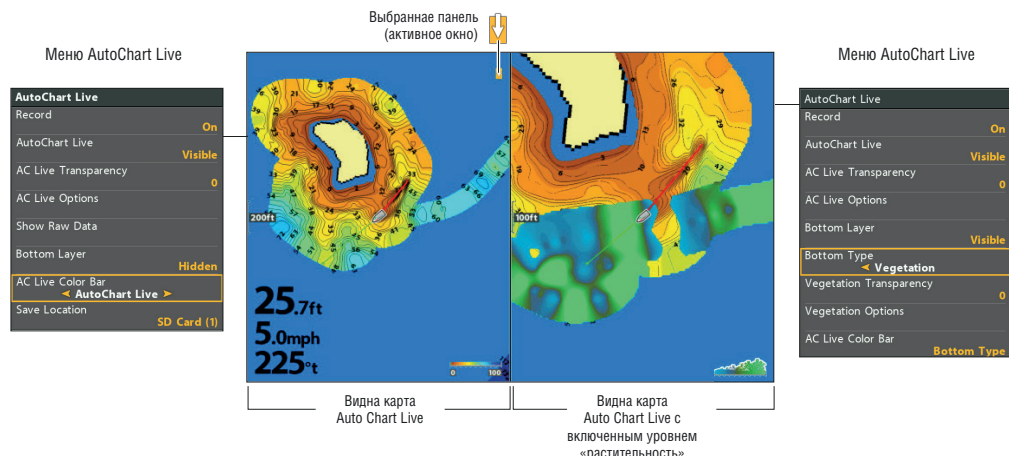 Выбраннае панель
(активное окно)
Меню AutoChart Live
AutoChart Live
Record
On
AutoChart Live
Visible
AC Live Transparency
0
AC Live Options
Show Raw Data
Bottom Layer
Hidden
AC Live Color Bar
AutoChart Live
Save Location
SD Card (1)
200ft
25.7ft
5.0mph
225°t
0 100
100ft
Меню AutoChart Live
AutoChart Live
Record
On
AutoChart Live
Visible
AC Live Transparency
0
AC Live Options
Bottom Layer
Visible
Bottom Type
Vegetation
Vegetation Transparency
0
Vegetation Options
AC Live Color Bar
Bottom Type
Видна карта
Auto Chart Live
Видна карта
Auto Chart Live с
включенным уровнем
«растительность»